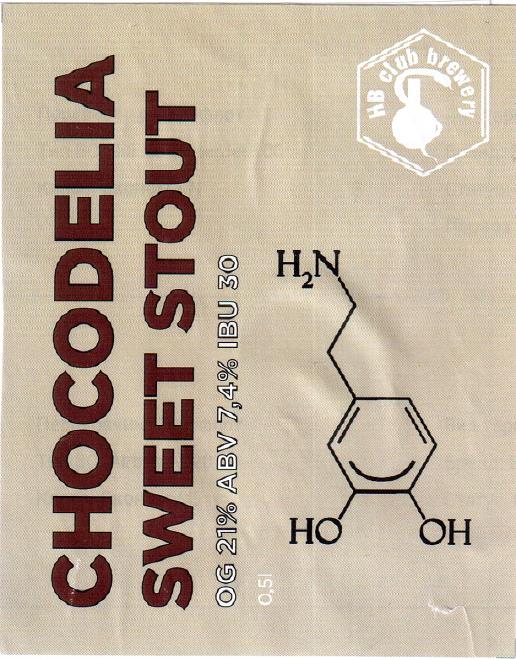 CHOCODELIA
SWEET STOUT
OG 21% ABV 7,4% IBU 30
0,5l
HB club brewery
H₂N
HO
OH